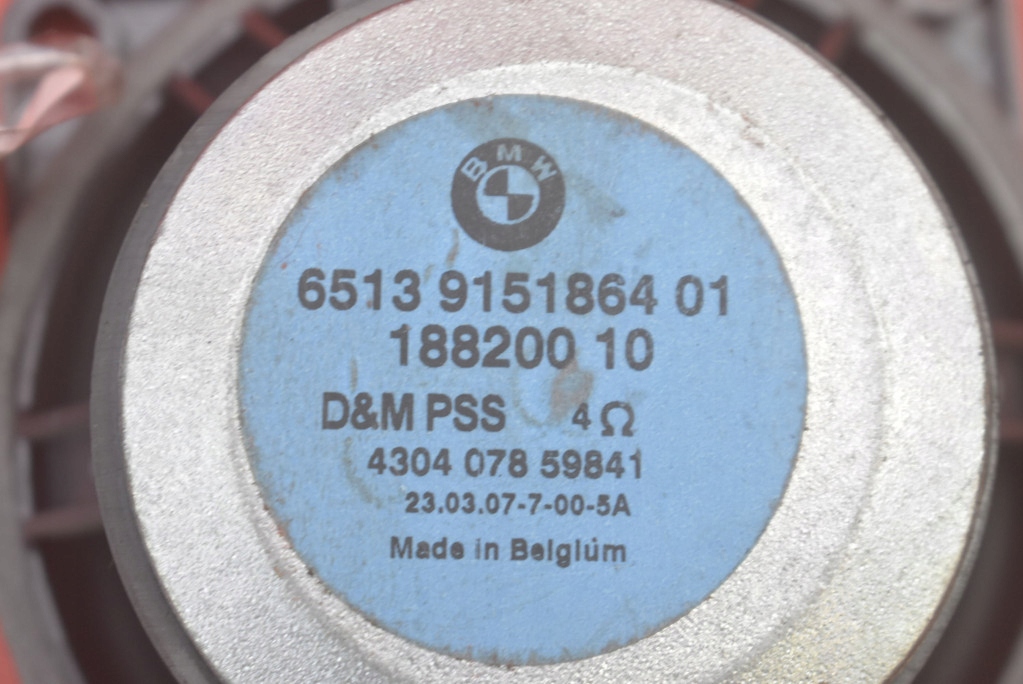 BMW
6513 9151864 01
188200 10
D&M PSS 4Ω
4304 078 59841
23.03.07-7-00-5A
Made in Belgium